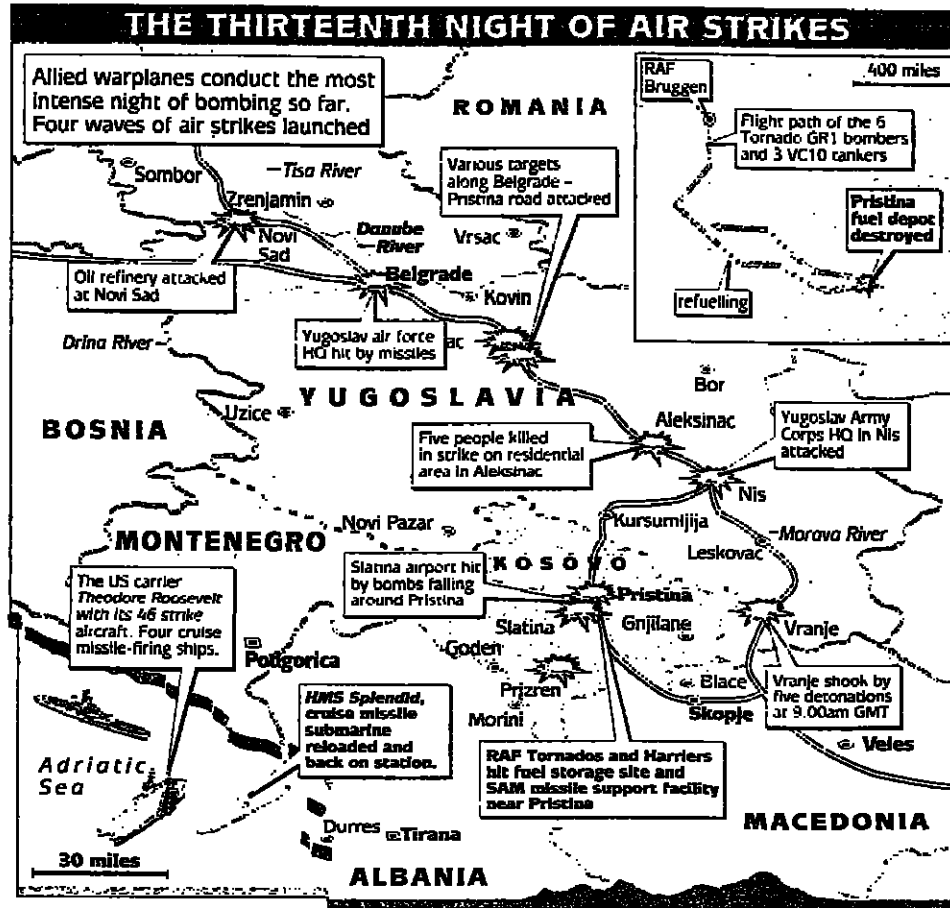 THE THIRTEENTH NIGHT OF AIR STRIKES
Allied warplanes conduct the most
intense night of bombing so far.
Four waves of air strikes launched
ROMANIA
RAF
Bruggen
400 miles
Flight path of the 6
Tornado GR1 bombers
and 3 VC10 tankers
Pristina
fuel depot
destroyed
refuelling
Sombor
Tisa River
Zrenjamin
Various targets
along Belgrade –
Pristina road attacked
Novi
Sad
Danube
River
Vrsac
Oil refinery attacked
at Novi Sad
Belgrade
Kovin
Drina River
Yugoslav air force
HQ hit by missiles
ac
Bor
YUGOSLAVIA
Uzice
BOSNIA
Aleksinac
Five people killed
in strike on residential
area in Aleksinac
Yugoslav Army
Corps HQ in Nis
attacked
Nis
Novi Pazar
Kursumlijija
Morava River
Leskovac
MONTENEGRO
KOSOVO
Slatina airport hit
by bombs falling
around Pristina
Pristina
Slatina
Gnjilane
Vranje
The US carrier
Theodore Roosevelt
with its 46 strike
aircraft. Four cruise
missile-firing ships.
Podgorica
Goden
Prizren
Morini
Blace
Skopje
Vranje shook by
five detonations
at 9.00am GMT
HMS Splendid,
cruise missile
submarine
reloaded and
back on station.
Veles
RAF Tornados and Harriers
hit fuel storage site and
SAM missile support facility
near Pristina
Adriatic
Sea
MACEDONIA
Durres
Tirana
30 miles
ALBANIA